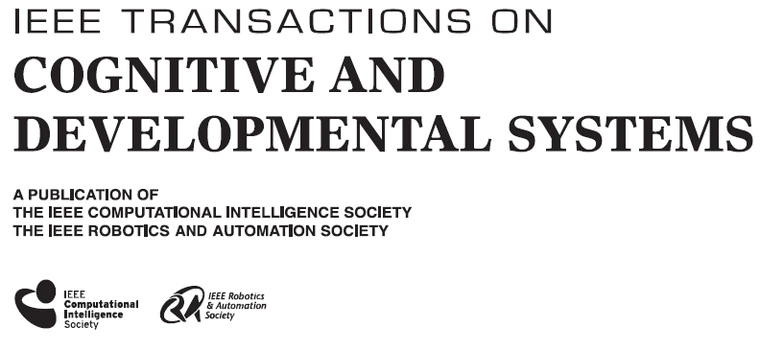 IEEE TRANSACTIONS ON
COGNITIVE AND
DEVELOPMENTAL SYSTEMS
A PUBLICATION OF
THE IEEE COMPUTATIONAL INTELLIGENCE SOCIETY
THE IEEE ROBOTICS AND AUTOMATION SOCIETY
IEEE
Computational
Intelligence
Society
RA
IEEE Robotics
& Automation
Society